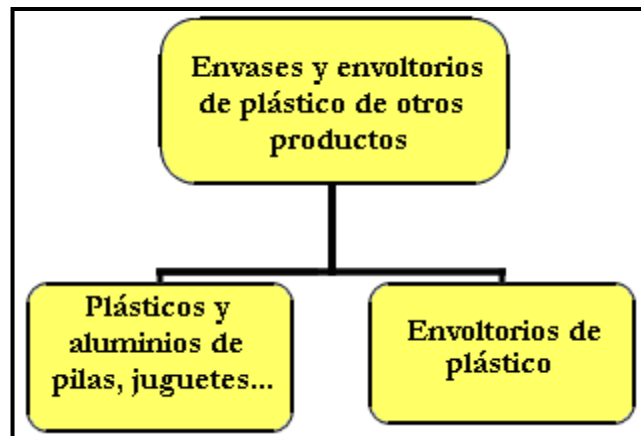 Envases y envoltorios
de plástico de otros
productos
Plásticos y
aluminios de
pilas, juguetes...
Envoltorios de
plástico